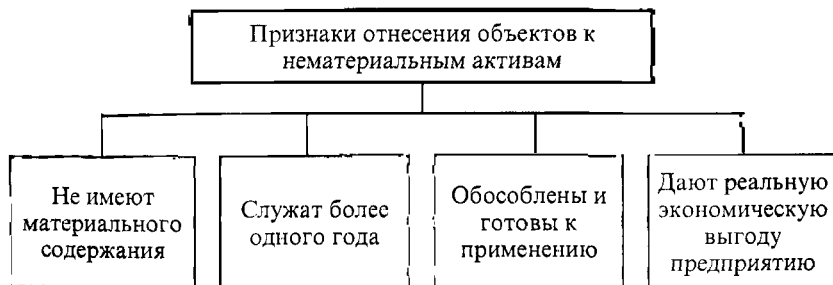 Признаки отнесения объектов к
нематериальным активам
Не имеют
материального
содержания
Служат более
одного года
Обособлены и
готовы к
применению
Дают реальную
экономическую
выгоду
предприятию